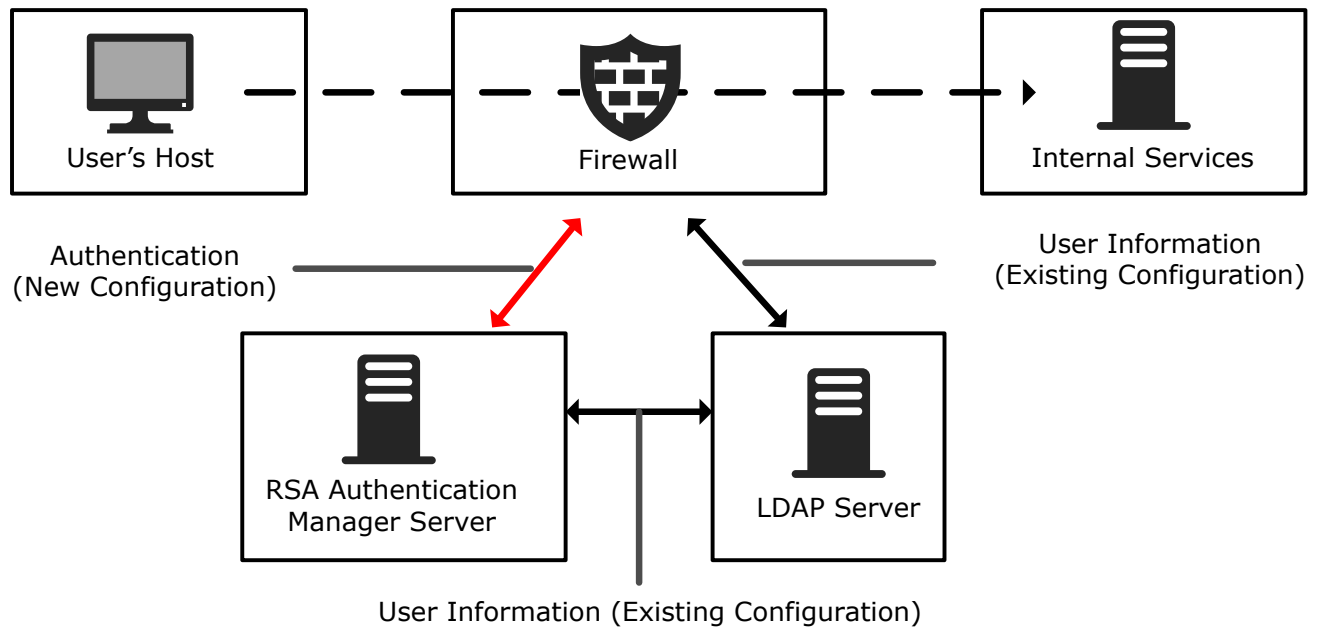 User’s Host
Firewall
Internal Services
Authentication
(New Configuration)
User Information
(Existing Configuration)
RSA Authentication
Manager Server
LDAP Server
User Information (Existing Configuration)